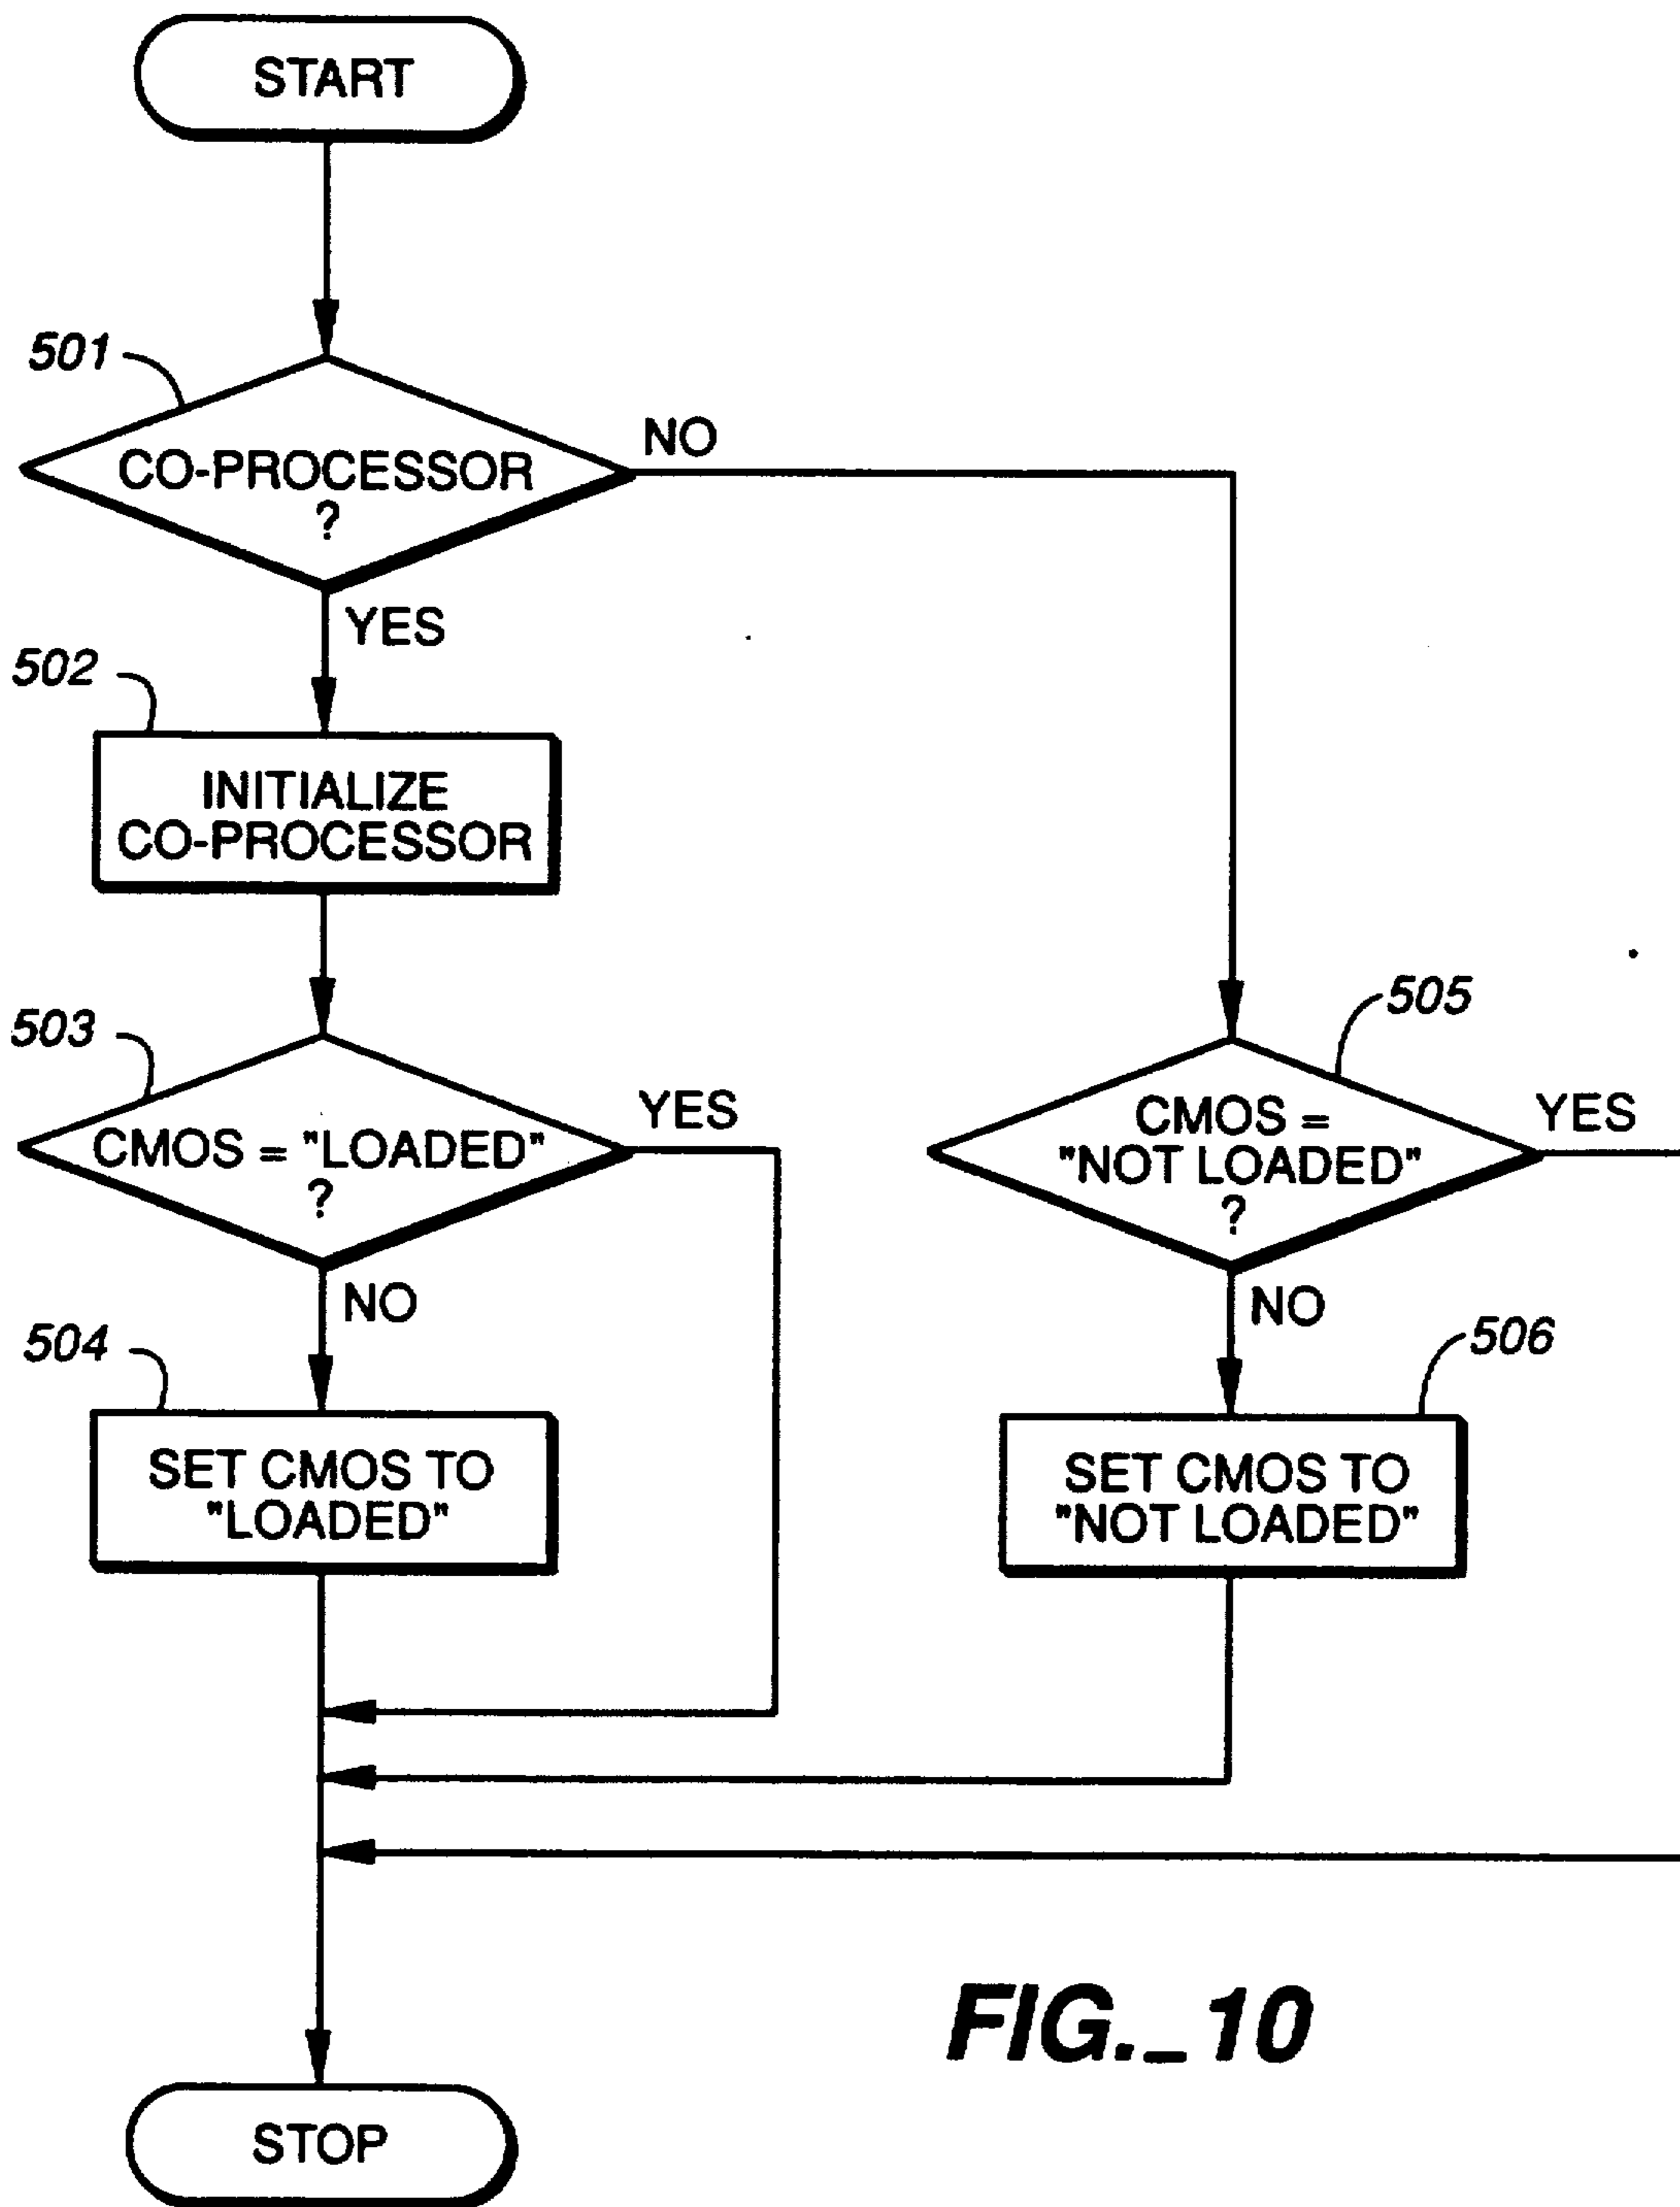 START
501
NO
CO-PROCESSOR
?
YES
502
INITIALIZE
CO-PROCESSOR
503
YES
CMOS = "LOADED"
?
NO
504
SET CMOS TO
"LOADED"
505
YES
CMOS =
"NOT LOADED"
?
NO
506
SET CMOS TO
"NOT LOADED"
STOP
FIG._10